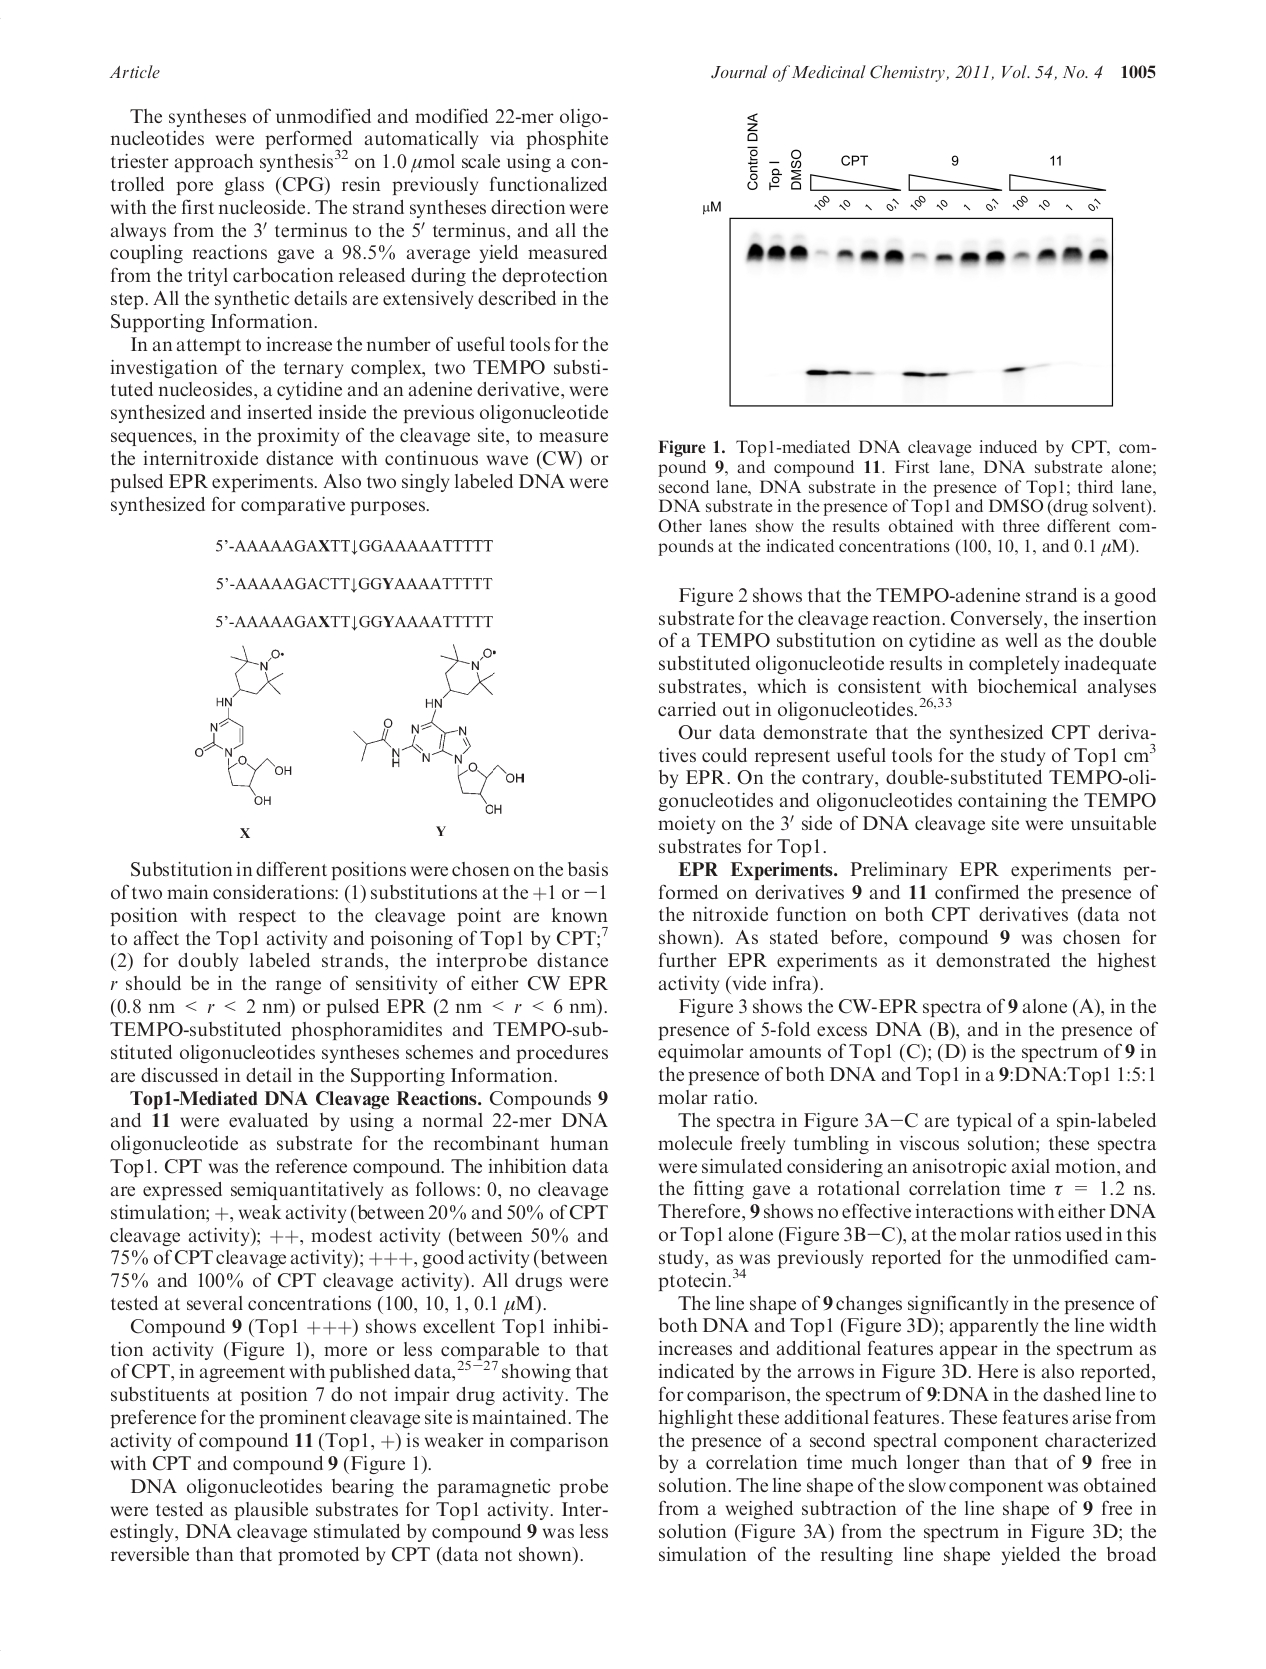 Article
Journal of Medicinal Chemistry, 2011, Vol. 54, No. 4 1005
The syntheses of unmodified and modified 22-mer oligo-
nucleotides were performed automatically via phosphite
triester approach synthesis32 on 1.0 μmol scale using a con-
trolled pore glass (CPG) resin previously functionalized
with the first nucleoside. The strand syntheses direction were
always from the 3′ terminus to the 5′ terminus, and all the
coupling reactions gave a 98.5% average yield measured
from the trityl carbocation released during the deprotection
step. All the synthetic details are extensively described in the
Supporting Information.
In an attempt to increase the number of useful tools for the
investigation of the ternary complex, two TEMPO substi-
tuted nucleosides, a cytidine and an adenine derivative, were
synthesized and inserted inside the previous oligonucleotide
sequences, in the proximity of the cleavage site, to measure
the internitroxide distance with continuous wave (CW) or
pulsed EPR experiments. Also two singly labeled DNA were
synthesized for comparative purposes.
5'-AAAAAGAXTT↓GGAAAAATTTTT
5'-AAAAAGACTT↓GGYAAAATTTTT
5'-AAAAAGAXTT↓GGYAAAATTTTT
N O•
HN
N
O N
O OH
OH
X
N O•
HN
O N N
N H N N
O OH
OH
Y
Substitution in different positions were chosen on the basis
of two main considerations: (1) substitutions at the +1 or −1
position with respect to the cleavage point are known
to affect the Top1 activity and poisoning of Top1 by CPT;7
(2) for doubly labeled strands, the interprobe distance
r should be in the range of sensitivity of either CW EPR
(0.8 nm < r < 2 nm) or pulsed EPR (2 nm < r < 6 nm).
TEMPO-substituted phosphoramidites and TEMPO-sub-
stituted oligonucleotides syntheses schemes and procedures
are discussed in detail in the Supporting Information.
Top1-Mediated DNA Cleavage Reactions. Compounds 9
and 11 were evaluated by using a normal 22-mer DNA
oligonucleotide as substrate for the recombinant human
Top1. CPT was the reference compound. The inhibition data
are expressed semiquantitatively as follows: 0, no cleavage
stimulation; +, weak activity (between 20% and 50% of CPT
cleavage activity); ++, modest activity (between 50% and
75% of CPT cleavage activity); +++, good activity (between
75% and 100% of CPT cleavage activity). All drugs were
tested at several concentrations (100, 10, 1, 0.1 μM).
Compound 9 (Top1 +++) shows excellent Top1 inhibi-
tion activity (Figure 1), more or less comparable to that
of CPT, in agreement with published data,25−27 showing that
substituents at position 7 do not impair drug activity. The
preference for the prominent cleavage site is maintained. The
activity of compound 11 (Top1, +) is weaker in comparison
with CPT and compound 9 (Figure 1).
DNA oligonucleotides bearing the paramagnetic probe
were tested as plausible substrates for Top1 activity. Inter-
estingly, DNA cleavage stimulated by compound 9 was less
reversible than that promoted by CPT (data not shown).
Control DNA
Top I
DMSO
CPT 9 11
μM 100 10 1 0,1 100 10 1 0,1 100 10 1 0,1
Figure 1. Top1-mediated DNA cleavage induced by CPT, com-
pound 9, and compound 11. First lane, DNA substrate alone;
second lane, DNA substrate in the presence of Top1; third lane,
DNA substrate in the presence of Top1 and DMSO (drug solvent).
Other lanes show the results obtained with three different com-
pounds at the indicated concentrations (100, 10, 1, and 0.1 μM).
Figure 2 shows that the TEMPO-adenine strand is a good
substrate for the cleavage reaction. Conversely, the insertion
of a TEMPO substitution on cytidine as well as the double
substituted oligonucleotide results in completely inadequate
substrates, which is consistent with biochemical analyses
carried out in oligonucleotides.26,33
Our data demonstrate that the synthesized CPT deriva-
tives could represent useful tools for the study of Top1 cm3
by EPR. On the contrary, double-substituted TEMPO-oli-
gonucleotides and oligonucleotides containing the TEMPO
moiety on the 3′ side of DNA cleavage site were unsuitable
substrates for Top1.
EPR Experiments. Preliminary EPR experiments per-
formed on derivatives 9 and 11 confirmed the presence of
the nitroxide function on both CPT derivatives (data not
shown). As stated before, compound 9 was chosen for
further EPR experiments as it demonstrated the highest
activity (vide infra).
Figure 3 shows the CW-EPR spectra of 9 alone (A), in the
presence of 5-fold excess DNA (B), and in the presence of
equimolar amounts of Top1 (C); (D) is the spectrum of 9 in
the presence of both DNA and Top1 in a 9:DNA:Top1 1:5:1
molar ratio.
The spectra in Figure 3A−C are typical of a spin-labeled
molecule freely tumbling in viscous solution; these spectra
were simulated considering an anisotropic axial motion, and
the fitting gave a rotational correlation time τ = 1.2 ns.
Therefore, 9 shows no effective interactions with either DNA
or Top1 alone (Figure 3B−C), at the molar ratios used in this
study, as was previously reported for the unmodified cam-
ptotecin.34
The line shape of 9 changes significantly in the presence of
both DNA and Top1 (Figure 3D); apparently the line width
increases and additional features appear in the spectrum as
indicated by the arrows in Figure 3D. Here is also reported,
for comparison, the spectrum of 9:DNA in the dashed line to
highlight these additional features. These features arise from
the presence of a second spectral component characterized
by a correlation time much longer than that of 9 free in
solution. The line shape of the slow component was obtained
from a weighed subtraction of the line shape of 9 free in
solution (Figure 3A) from the spectrum in Figure 3D; the
simulation of the resulting line shape yielded the broad